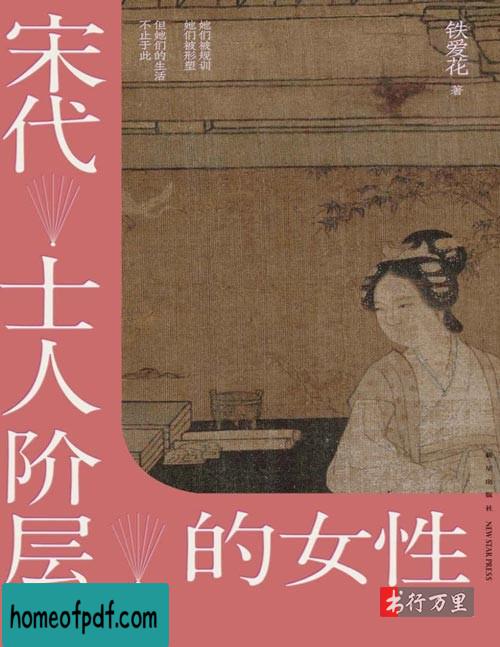 宋代
士人阶层
的女性
她们被规训
她们被形塑
但她们的生活
不止于此
铁爱花 著
新星出版社 NEW STAR PRESS
书行万里
homeofpdf.com